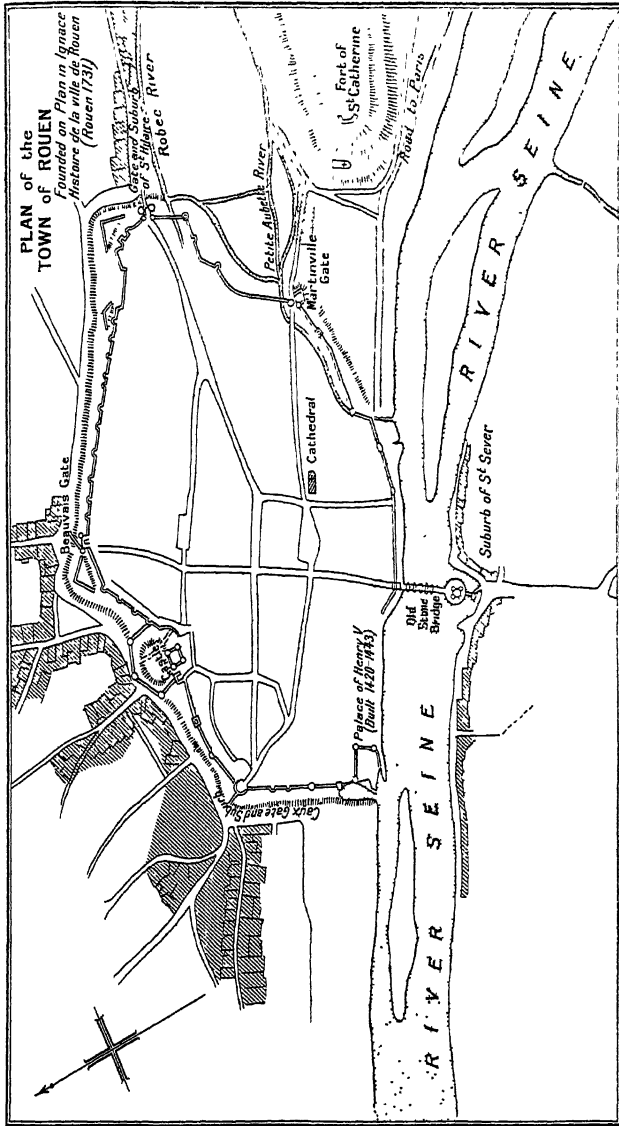 PLAN of the
TOWN of ROUEN
Founded on Plan in Ignace
Histoire de la ville de Rouen
(Rouen 1731)
Gate and Suburb
of St Hilaire
Robec River
Beauvais Gate
Petite Aubette River
Fort of
St Catherine
Road to Paris
Martinville
Gate
Cathedral
Castle
Caux Gate and Suburb
Palace of Henry V
(Built 1420-1443)
Old
Stone
Bridge
Suburb of St Sever
RIVER SEINE
RIVER SEINE